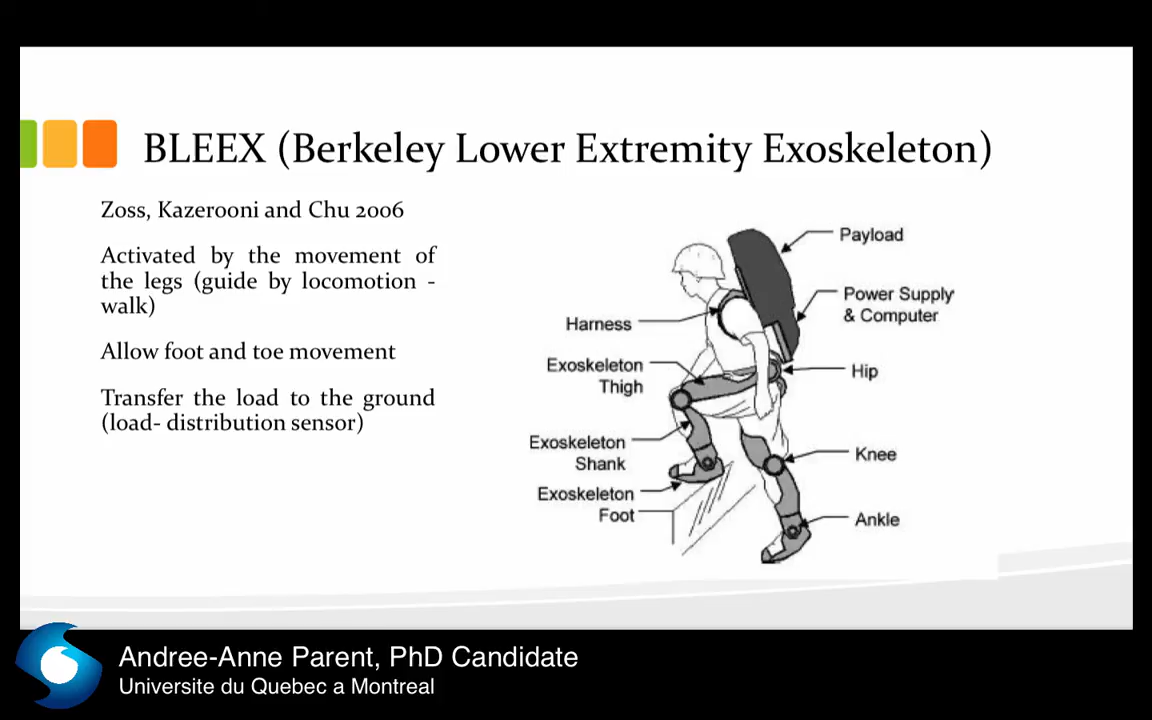 BLEEX (Berkeley Lower Extremity Exoskeleton)
Zoss, Kazerooni and Chu 2006
Activated by the movement of
the legs (guide by locomotion -
walk)
Allow foot and toe movement
Transfer the load to the ground
(load- distribution sensor)
Payload
Power Supply
& Computer
Harness
Exoskeleton
Thigh
Hip
Exoskeleton
Shank
Knee
Exoskeleton
Foot
Ankle
Andree-Anne Parent, PhD Candidate
Universite du Quebec a Montreal